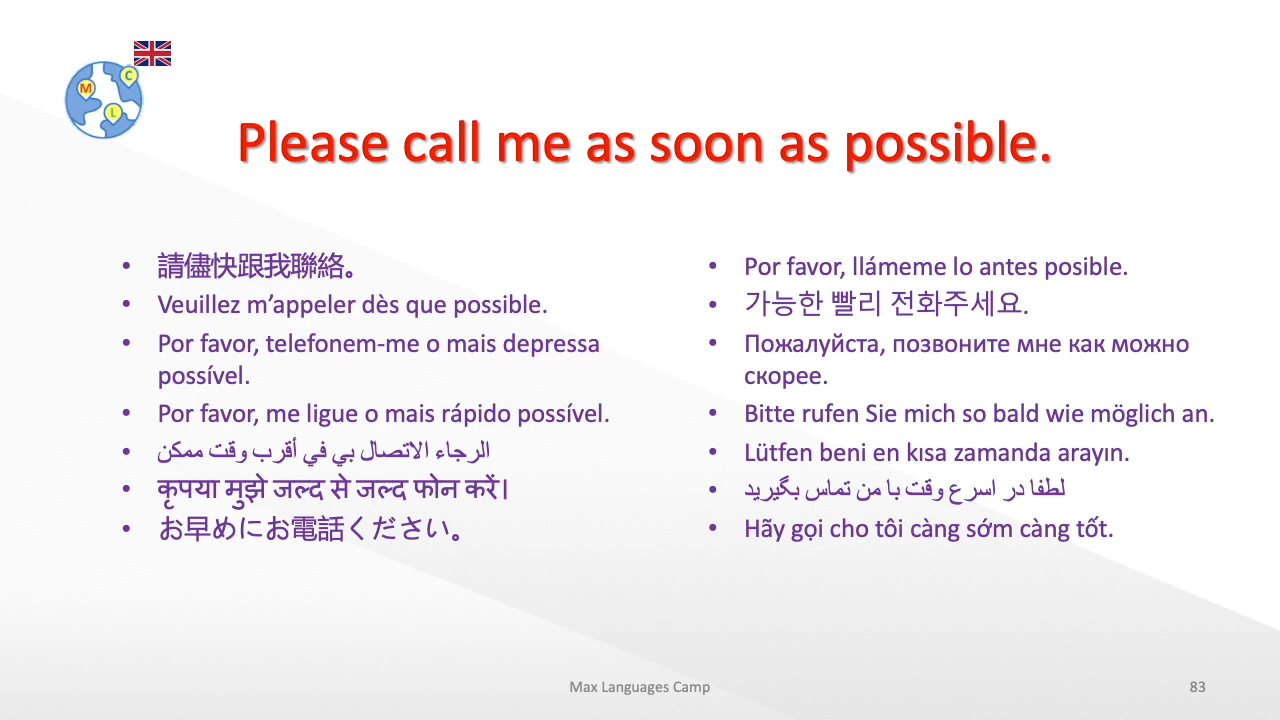 M
C
L
Please call me as soon as possible.
請儘快跟我聯絡。
Veuillez m’appeler dès que possible.
Por favor, telefonem-me o mais depressa
possível.
Por favor, me ligue o mais rápido possível.
الرجاء الاتصال بي في أقرب وقت ممكن
कृपया मुझे जल्द से जल्द फोन करें।
お早めにお電話ください。
Por favor, llámeme lo antes posible.
가능한 빨리 전화주세요.
Пожалуйста, позвоните мне как можно
скорее.
Bitte rufen Sie mich so bald wie möglich an.
Lütfen beni en kısa zamanda arayın.
لطفا در اسرع وقت با من تماس بگیرید
Hãy gọi cho tôi càng sớm càng tốt.
Max Languages Camp
83